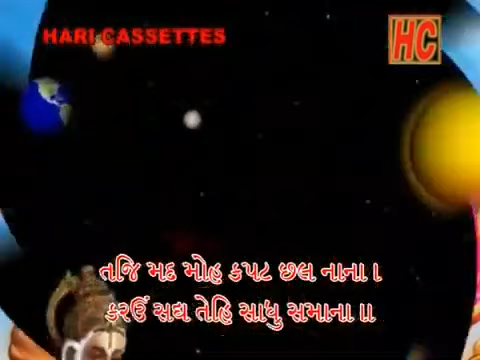 HARI CASSETTES
HC
તજિ મદ મોહ કપટ છલ નાના ।
કરઉઁ સદ્ય તેહિ સાધુ સમાના ॥